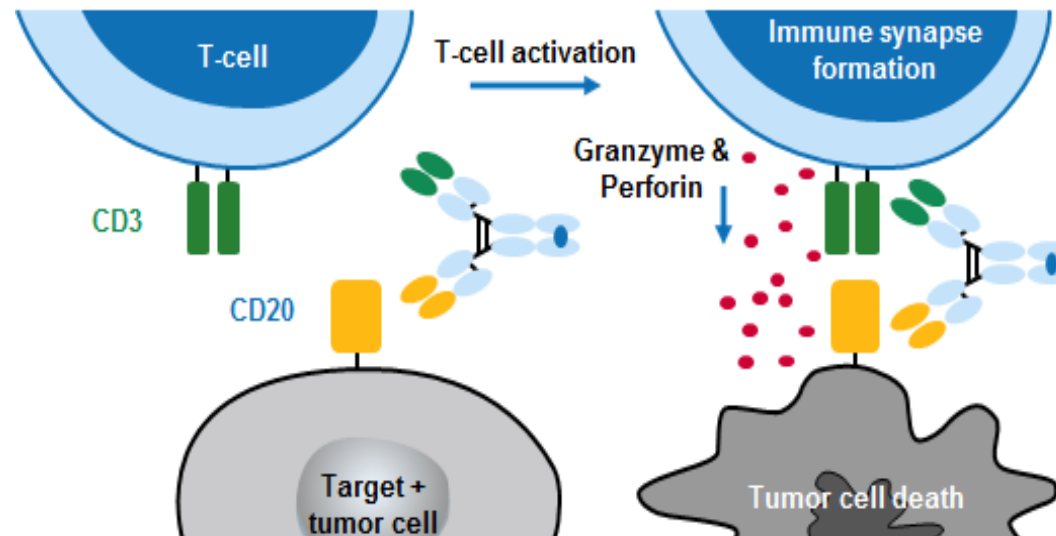 T-cell
T-cell activation
Immune synapse
formation
Granzyme &
Perforin
CD3
CD20
Target +
tumor cell
Tumor cell death